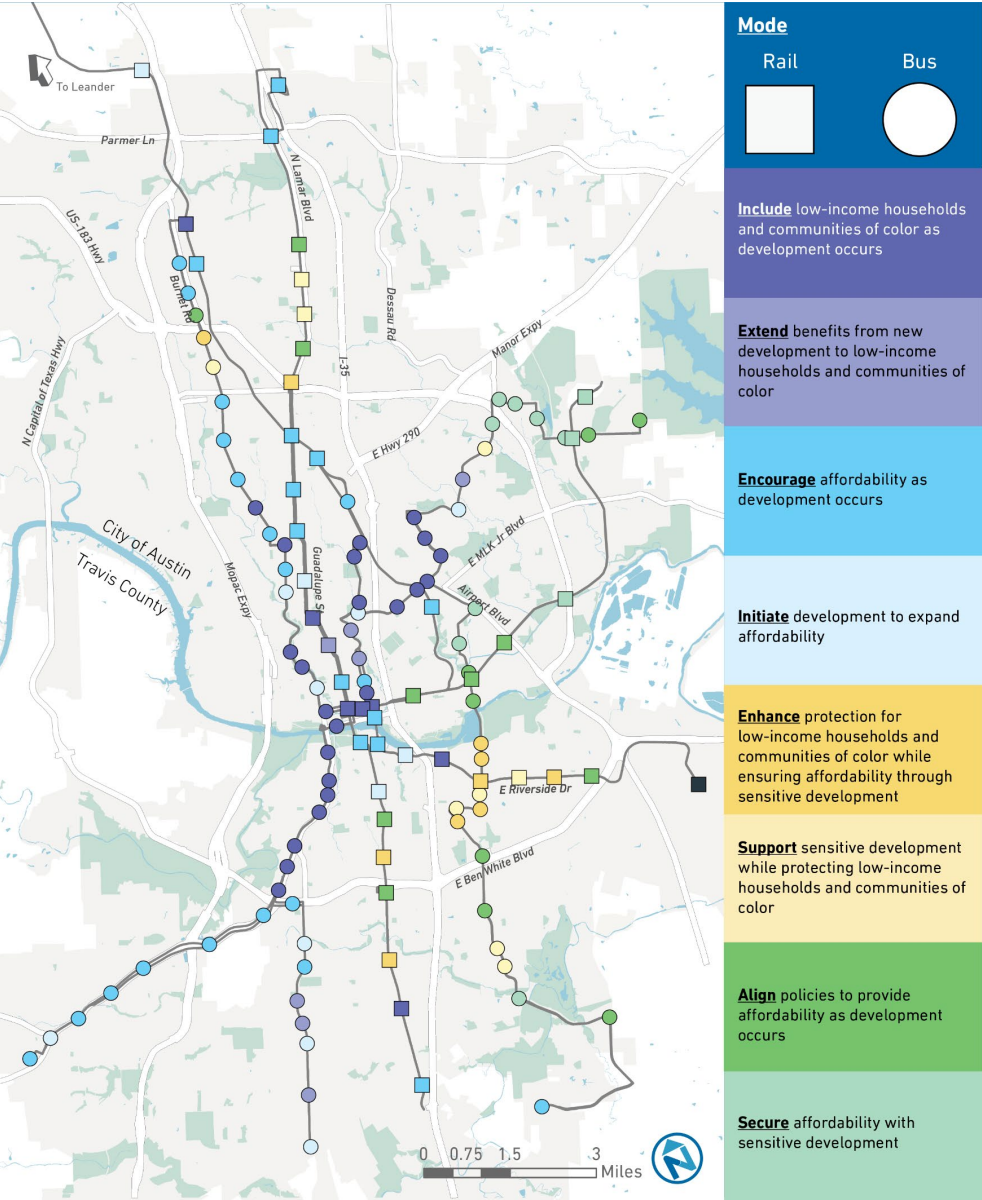 To Leander
Parmer Ln
N Lamar Blvd
US-183 Hwy
Burnet Rd
Dessau Rd
Manor Expy
I-35
N Capital of Texas Hwy
E Hwy 290
City of Austin
Travis County
E MLK Jr Blvd
Mopac Expy
Guadalupe St
Airport Blvd
E Riverside Dr
E Ben White Blvd
0 0.75 1.5 3
Miles
Mode
Rail Bus
Include low-income households
and communities of color as
development occurs
Extend benefits from new
development to low-income
households and communities of
color
Encourage affordability as
development occurs
Initiate development to expand
affordability
Enhance protection for
low-income households and
communities of color while
ensuring affordability through
sensitive development
Support sensitive development
while protecting low-income
households and communities of
color
Align policies to provide
affordability as development
occurs
Secure affordability with
sensitive development